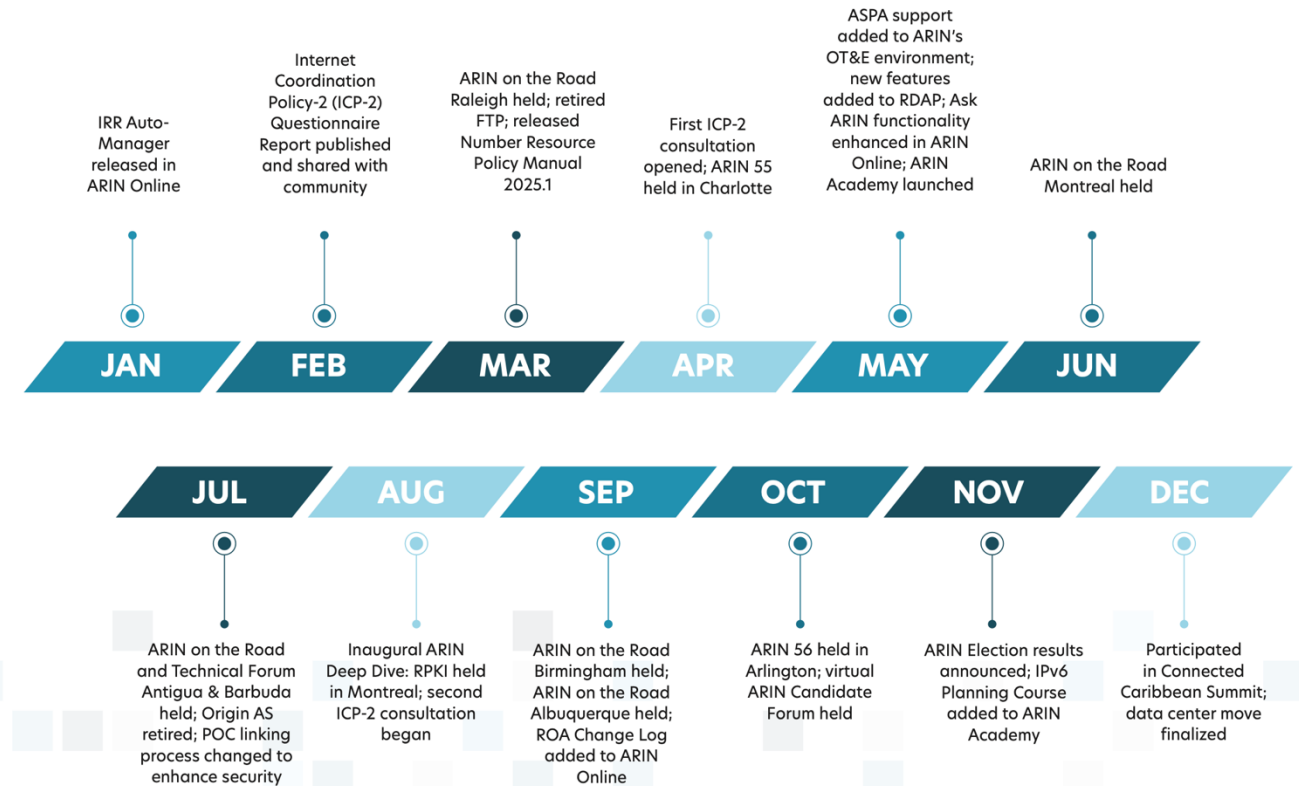 IRR Auto-
Manager
released in
ARIN Online
Internet
Coordination
Policy-2 (ICP-2)
Questionnaire
Report published
and shared with
community
ARIN on the Road
Raleigh held; retired
FTP; released
Number Resource
Policy Manual
2025.1
First ICP-2
consultation
opened; ARIN 55
held in Charlotte
ASPA support
added to ARIN's
OT&E environment;
new features
added to RDAP; Ask
ARIN functionality
enhanced in ARIN
Online; ARIN
Academy launched
ARIN on the Road
Montreal held
JAN
FEB
MAR
APR
MAY
JUN
JUL
AUG
SEP
OCT
NOV
DEC
ARIN on the Road
and Technical Forum
Antigua & Barbuda
held; Origin AS
retired; POC linking
process changed to
enhance security
Inaugural ARIN
Deep Dive: RPKI held
in Montreal; second
ICP-2 consultation
began
ARIN on the Road
Birmingham held;
ARIN on the Road
Albuquerque held;
ROA Change Log
added to ARIN
Online
ARIN 56 held in
Arlington; virtual
ARIN Candidate
Forum held
ARIN Election results
announced; IPv6
Planning Course
added to ARIN
Academy
Participated
in Connected
Caribbean Summit;
data center move
finalized